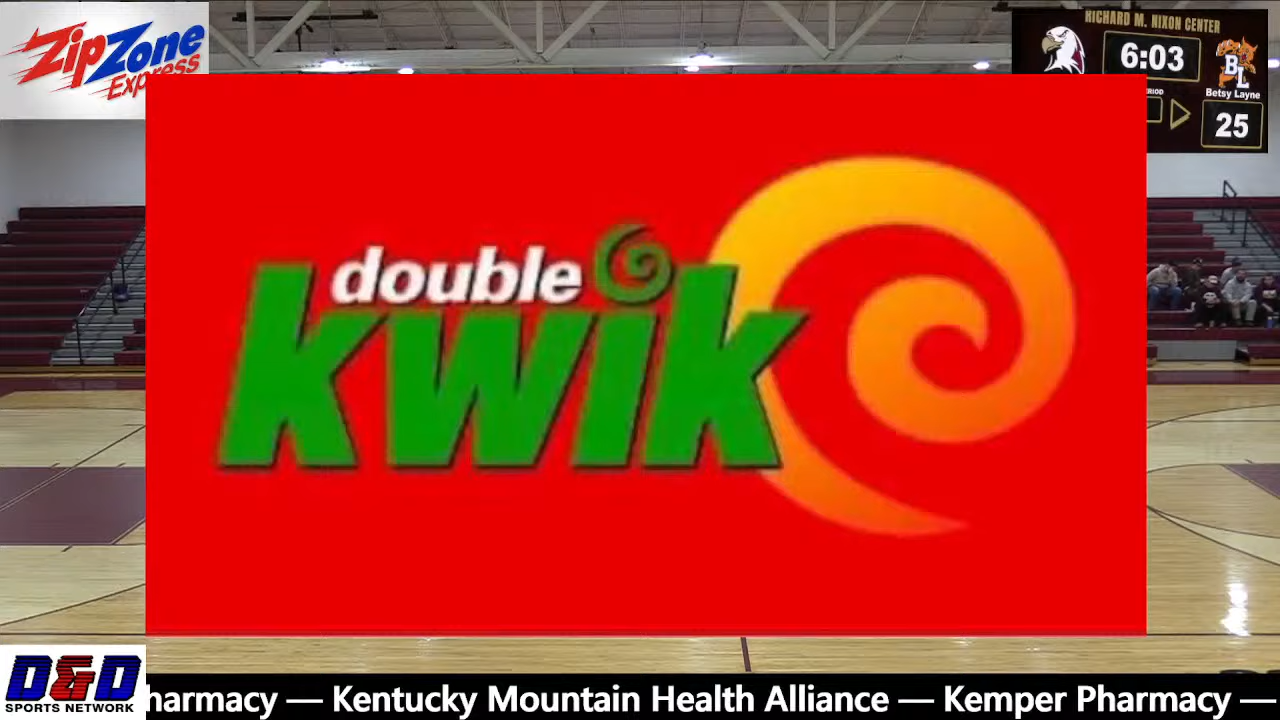 ZipZone
Express
RICHARD M. NIXON CENTER
6:03
BL
Betsy Layne
25
double
kwik
D&D
SPORTS NETWORK
harmacy — Kentucky Mountain Health Alliance — Kemper Pharmacy —